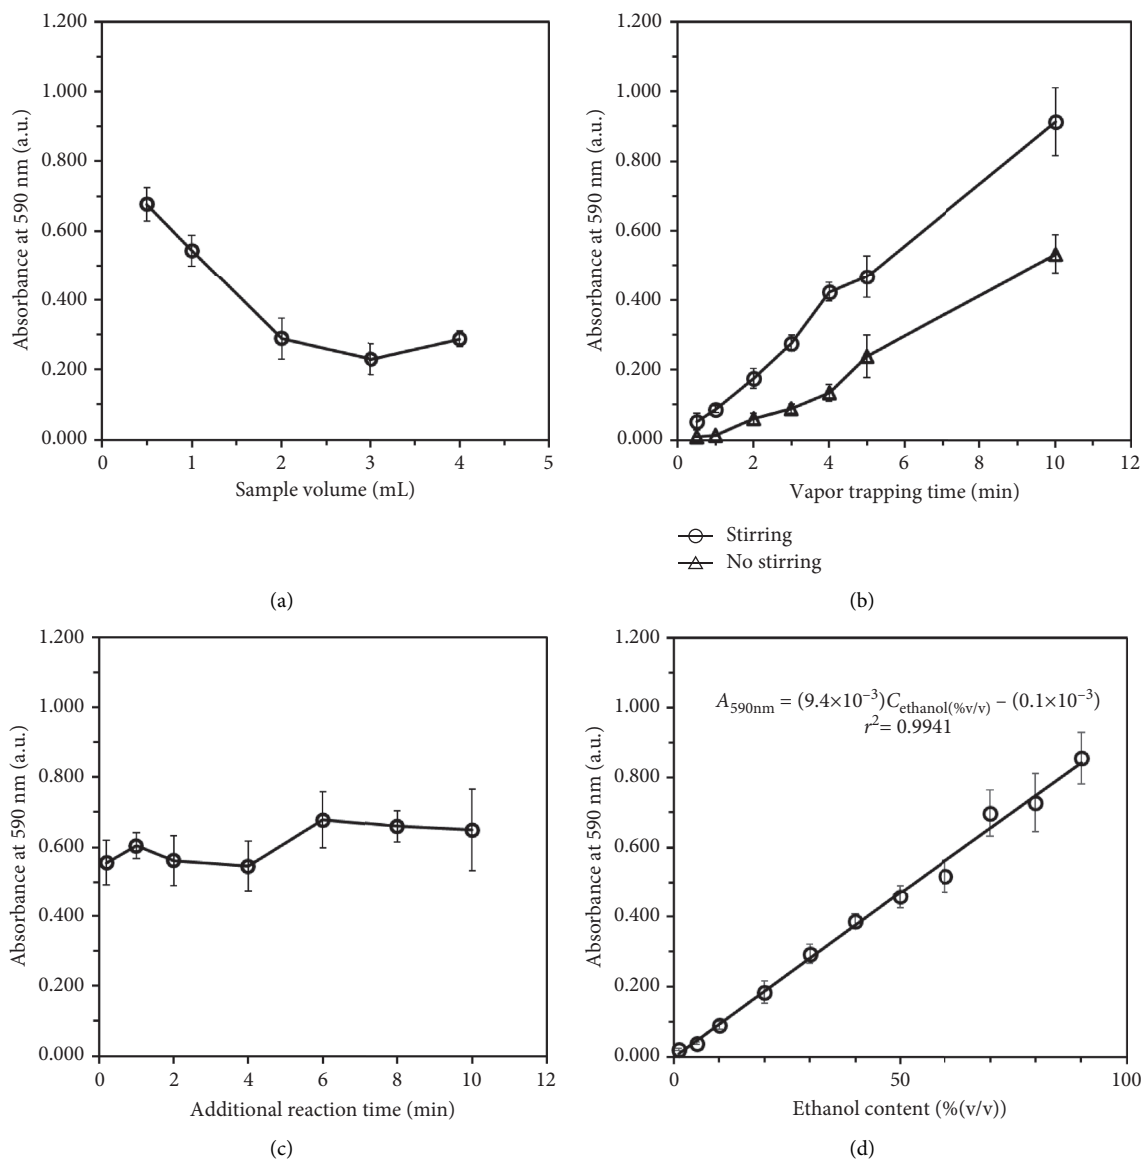 1.200
1.000
0.800
0.600
0.400
0.200
0.000
Absorbance at 590 nm (a.u.)
0 1 2 3 4 5
Sample volume (mL)
(a)
1.200
1.000
0.800
0.600
0.400
0.200
0.000
Absorbance at 590 nm (a.u.)
0 2 4 6 8 10 12
Vapor trapping time (min)
Stirring
No stirring
(b)
1.200
1.000
0.800
0.600
0.400
0.200
0.000
Absorbance at 590 nm (a.u.)
0 2 4 6 8 10 12
Additional reaction time (min)
(c)
1.200
1.000
0.800
0.600
0.400
0.200
0.000
Absorbance at 590 nm (a.u.)
A590nm = (9.4×10⁻³)Cethanol(%v/v) – (0.1×10⁻³)
r²= 0.9941
0 50 100
Ethanol content (%(v/v))
(d)